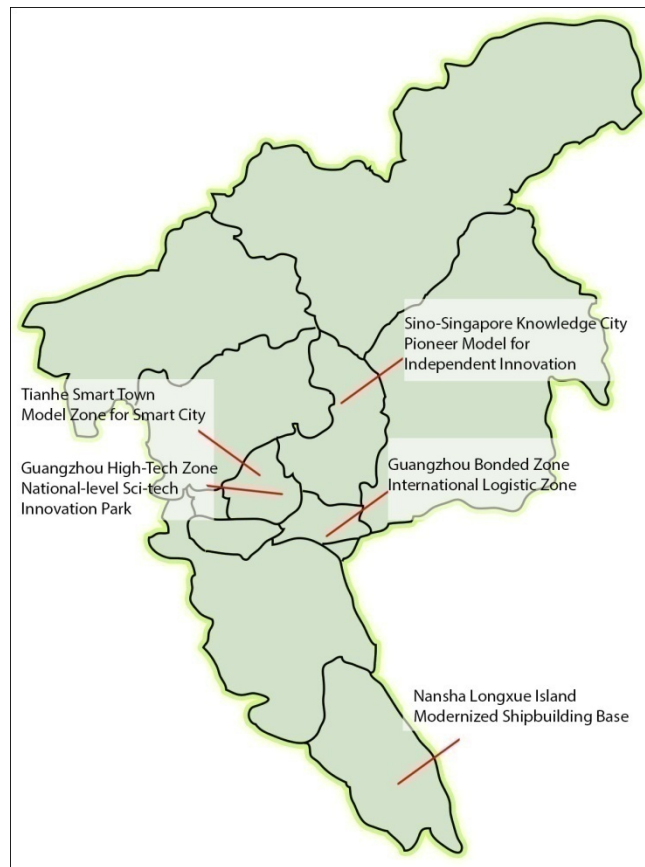 Sino-Singapore Knowledge City
Pioneer Model for
Independent Innovation
Tianhe Smart Town
Model Zone for Smart City
Guangzhou High-Tech Zone
National-level Sci-tech
Innovation Park
Guangzhou Bonded Zone
International Logistic Zone
Nansha Longxue Island
Modernized Shipbuilding Base